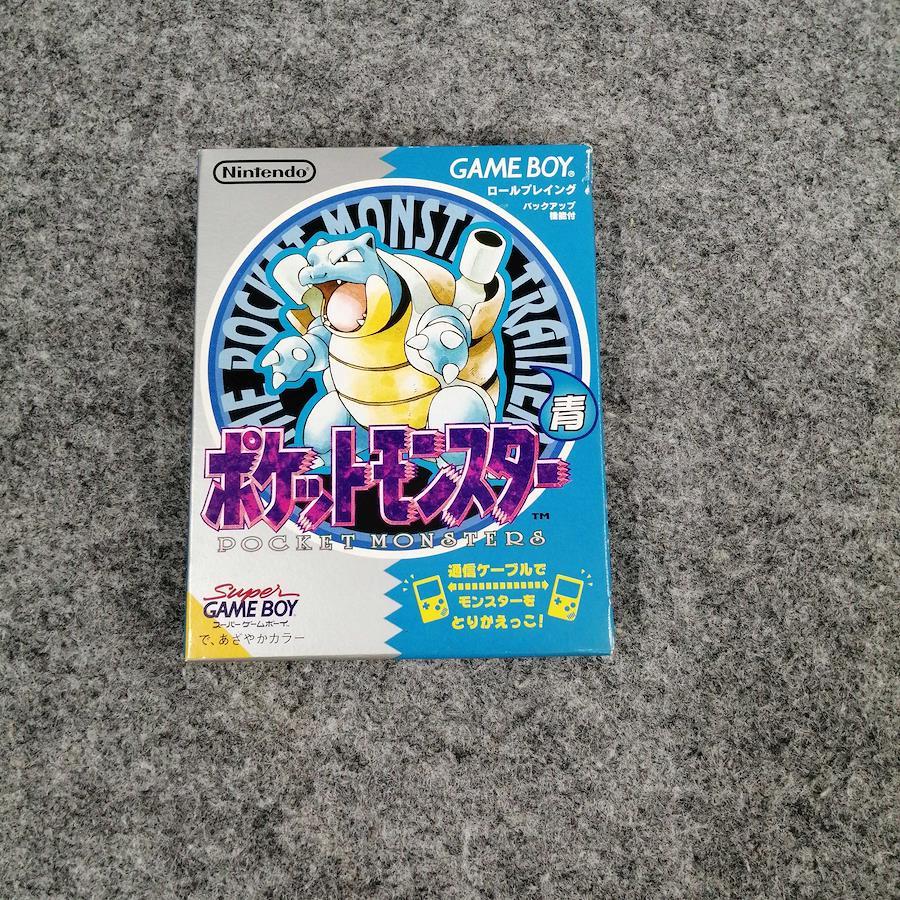 Nintendo
GAME BOY®
ロールプレイング
バックアップ
機能付
THE POCKET MONSTERS TRAINER
青
ポケットモンスター
TM
POCKET MONSTERS
通信ケーブルで
モンスターを
とりかえっこ!
Super
GAME BOY
スーパーゲームボーイ
で、あざやかカラー